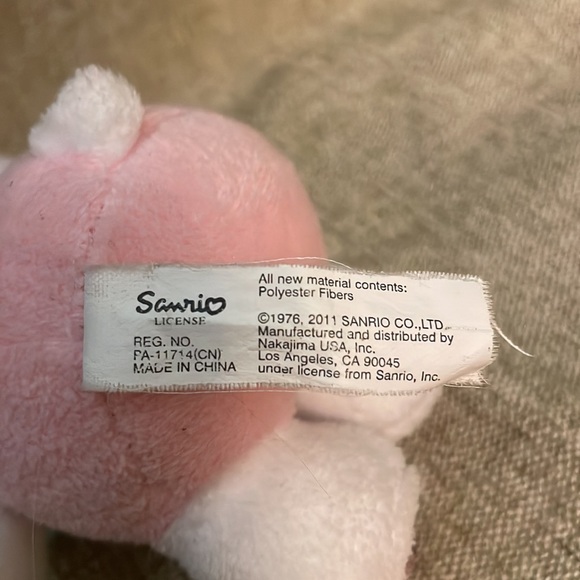 Sanrio
LICENSE
REG. NO.
PA-11714(CN)
MADE IN CHINA
All new material contents:
Polyester Fibers
©1976, 2011 SANRIO CO.,LTD.
Manufactured and distributed by
Nakajima USA, Inc.
Los Angeles, CA 90045
under license from Sanrio, Inc.